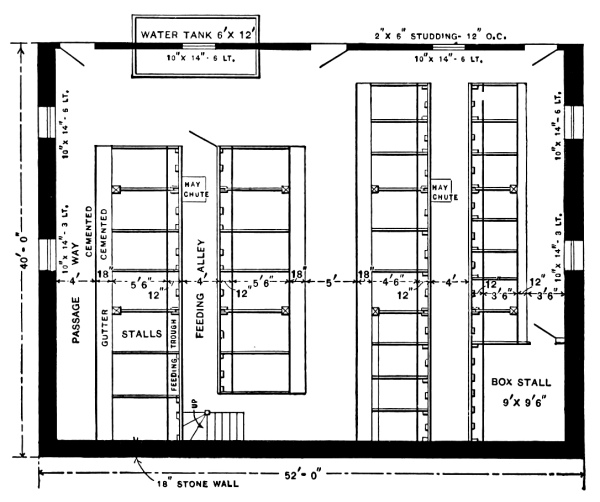 WATER TANK 6' X 12'
2" X 6" STUDDING- 12" O.C.
10" X 14" - 6 LT.
10" X 14" - 6 LT.
10" X 14" - 6 LT.
10" X 14" - 6 LT.
HAY CHUTE
HAY CHUTE
40'- 0"
10" X 14" - 3 LT.
10" X 14" - 3 LT.
PASSAGE WAY
CEMENTED
CEMENTED
GUTTER
STALLS
FEEDING TROUGH
FEEDING ALLEY
4'
18"
5'6"
12"
4'
12"
5'6"
18"
5'
18"
4'6"
12"
4'
12"
3'6"
12"
3'6"
UP
BOX STALL
9' X 9'6"
18" STONE WALL
52'- 0"